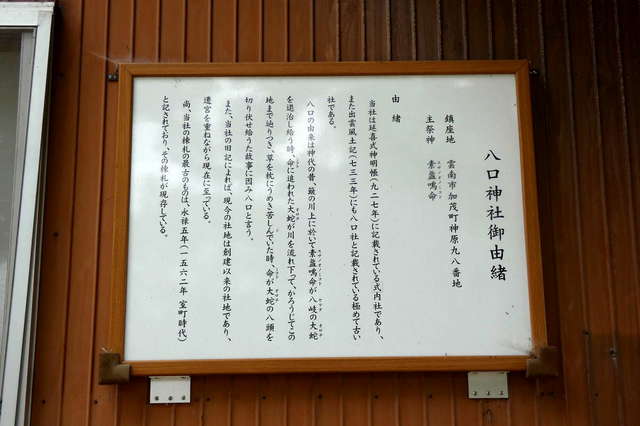 八口神社御由緒
鎮座地　雲南市加茂町神原九八番地
主祭神　素盞嗚命
由緒
当社は延喜式神明帳(九二七年)に記載されている式内社であり、
また出雲風土記(七三三年)にも八口社と記載されている極めて古い
社である。
八口の由来は神代の昔、簸の川上に於いて素盞嗚命が八岐の大蛇
を退治し給う時、命に追われた大蛇が川を流れ下って、かろうじてこの
地まで辿りつき、草を枕にうめき苦しんでいた時、命が大蛇の八頭を
切り伏せ給うた故事に因み八口と言う。
また、当社の旧記によれば、現今の社地は創建以来の社地であり、
遷宮を重ねながら現在に至っている。
尚、当社の棟札の最古のものは、永禄五年(一五六二年 室町時代)
と記されており、その棟札が現存している。